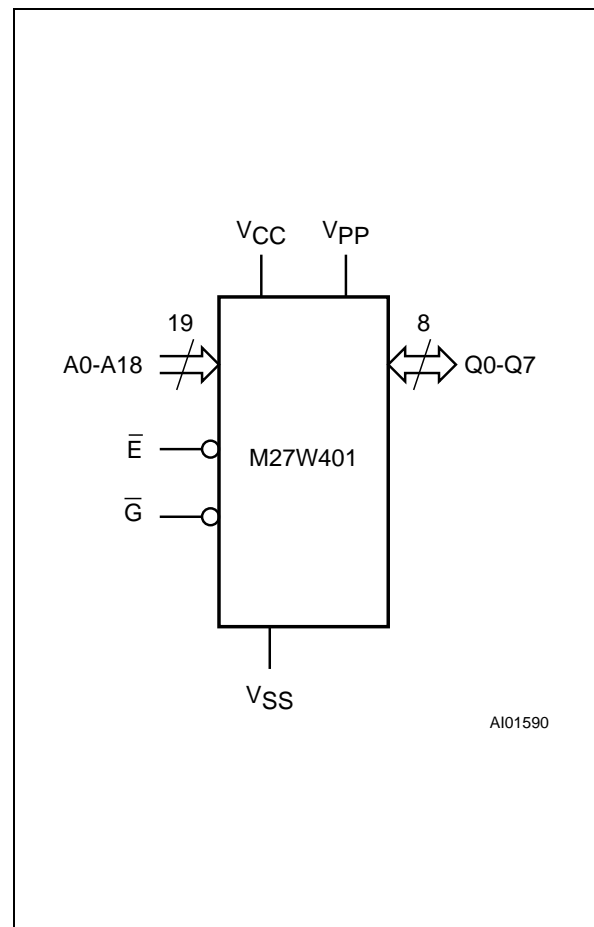 VCC VPP
19 8
A0-A18 Q0-Q7
E̅ M27W401
G̅
VSS
AI01590